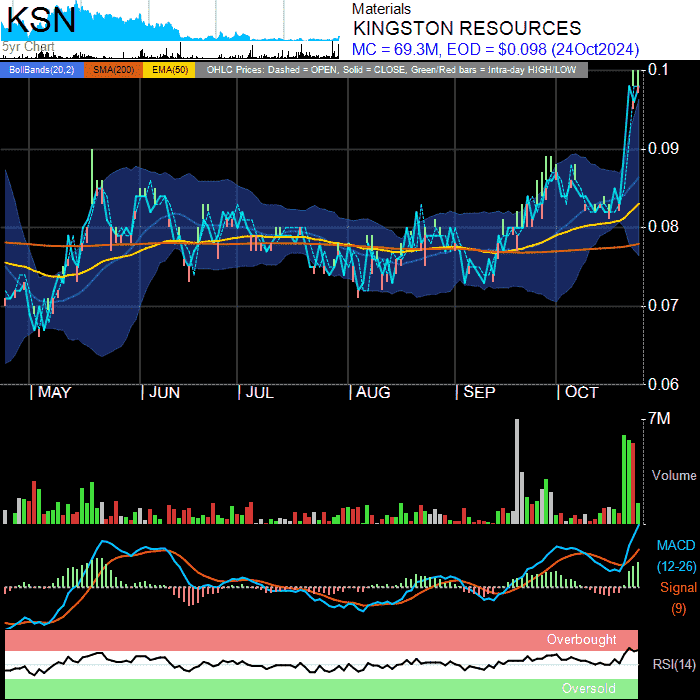 KSN
5yr Chart
Materials
KINGSTON RESOURCES
MC = 69.3M, EOD = $0.098 (24Oct2024)
BollBands(20,2) SMA(200) EMA(50) OHLC Prices: Dashed = OPEN, Solid = CLOSE, Green/Red bars = Intra-day HIGH/LOW
0.1
0.09
0.08
0.07
0.06
MAY JUN JUL AUG SEP OCT
7M
Volume
MACD
(12-26)
Signal
(9)
Overbought
RSI(14)
Oversold